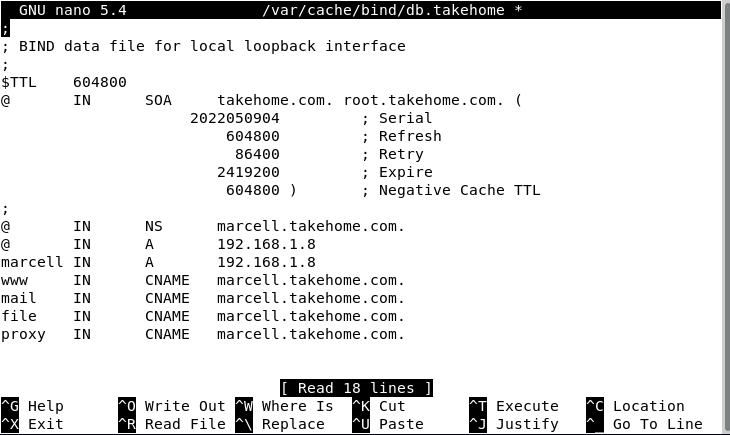 GNU nano 5.4 /var/cache/bind/db.takehome *
;
; BIND data file for local loopback interface
;
$TTL 604800
@ IN SOA takehome.com. root.takehome.com. (
2022050904 ; Serial
604800 ; Refresh
86400 ; Retry
2419200 ; Expire
604800 ) ; Negative Cache TTL
;
@ IN NS marcell.takehome.com.
@ IN A 192.168.1.8
marcell IN A 192.168.1.8
www IN CNAME marcell.takehome.com.
mail IN CNAME marcell.takehome.com.
file IN CNAME marcell.takehome.com.
proxy IN CNAME marcell.takehome.com.
[ Read 18 lines ]
^G Help ^O Write Out ^W Where Is ^K Cut ^T Execute ^C Location
^X Exit ^R Read File ^\ Replace ^U Paste ^J Justify ^_ Go To Line